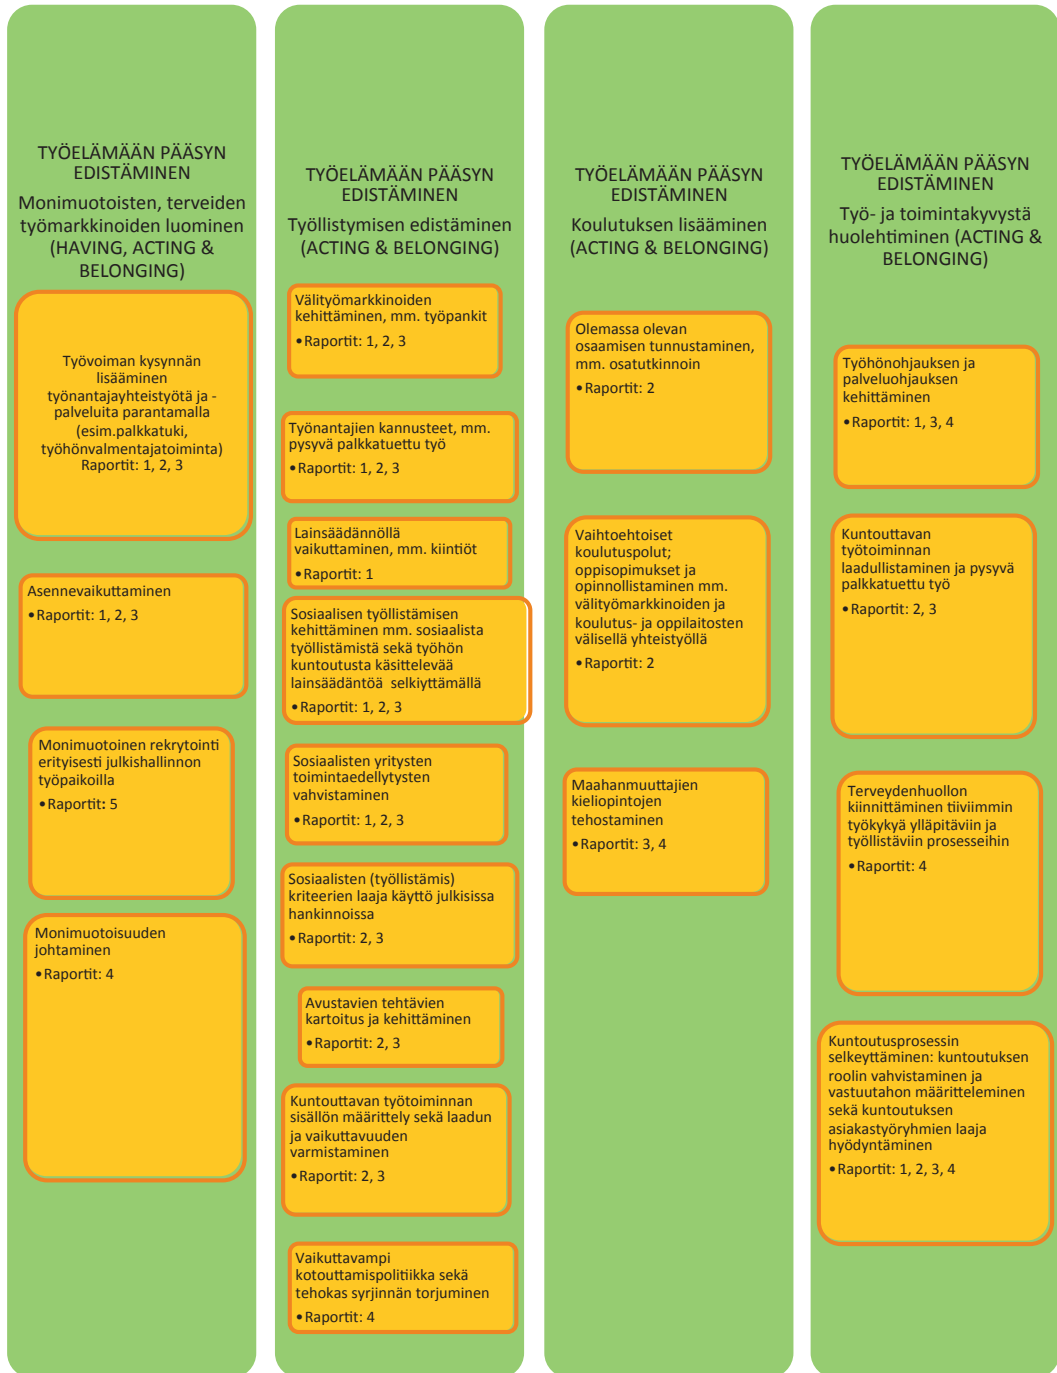 TYÖELÄMÄÄN PÄÄSYN
EDISTÄMINEN
Monimuotoisten, terveiden
työmarkkinoiden luominen
(HAVING, ACTING &
BELONGING)
Työvoiman kysynnän
lisääminen
työnantajayhteistyötä ja -
palveluita parantamalla
(esim.palkkatuki,
työhönvalmentajatoiminta)
Raportit: 1, 2, 3
Asennevaikuttaminen
•Raportit: 1, 2, 3
Monimuotoinen rekrytointi
erityisesti julkishallinnon
työpaikoilla
•Raportit: 5
Monimuotoisuuden
johtaminen
•Raportit: 4
TYÖELÄMÄÄN PÄÄSYN
EDISTÄMINEN
Työllistymisen edistäminen
(ACTING & BELONGING)
Välityömarkkinoiden
kehittäminen, mm. työpankit
•Raportit: 1, 2, 3
Työnantajien kannusteet, mm.
pysyvä palkkatuettu työ
•Raportit: 1, 2, 3
Lainsäädännöllä
vaikuttaminen, mm. kiintiöt
•Raportit: 1
Sosiaalisen työllistämisen
kehittäminen mm. sosiaalista
työllistämistä sekä työhön
kuntoutusta käsittelevää
lainsäädäntöä selkiyttämällä
•Raportit: 1, 2, 3
Sosiaalisten yritysten
toimintaedellytysten
vahvistaminen
•Raportit: 1, 2, 3
Sosiaalisten (työllistämis)
kriteerien laaja käyttö julkisissa
hankinnoissa
•Raportit: 2, 3
Avustavien tehtävien
kartoitus ja kehittäminen
•Raportit: 2, 3
Kuntouttavan työtoiminnan
sisällön määrittely sekä laadun
ja vaikuttavuuden
varmistaminen
•Raportit: 2, 3
Vaikuttavampi
kotouttamispolitiikka sekä
tehokas syrjinnän torjuminen
•Raportit: 4
TYÖELÄMÄÄN PÄÄSYN
EDISTÄMINEN
Koulutuksen lisääminen
(ACTING & BELONGING)
Olemassa olevan
osaamisen tunnustaminen,
mm. osatutkinnoin
•Raportit: 2
Vaihtoehtoiset
koulutuspolut;
oppisopimukset ja
opinnollistaminen mm.
välityömarkkinoiden ja
koulutus- ja oppilaitosten
välisellä yhteistyöllä
•Raportit: 2
Maahanmuuttajien
kieliopintojen
tehostaminen
•Raportit: 3, 4
TYÖELÄMÄÄN PÄÄSYN
EDISTÄMINEN
Työ- ja toimintakyvystä
huolehtiminen (ACTING &
BELONGING)
Työhönohjauksen ja
palveluohjauksen
kehittäminen
•Raportit: 1, 3, 4
Kuntouttavan
työtoiminnan
laadullistaminen ja pysyvä
palkkatuettu työ
•Raportit: 2, 3
Terveydenhuollon
kiinnittäminen tiiviimmin
työkykyä ylläpitäviin ja
työllistäviin prosesseihin
•Raportit: 4
Kuntoutusprosessin
selkeyttäminen: kuntoutuksen
roolin vahvistaminen ja
vastuutahon määritteleminen
sekä kuntoutuksen
asiakastyöryhmien laaja
hyödyntäminen
•Raportit: 1, 2, 3, 4